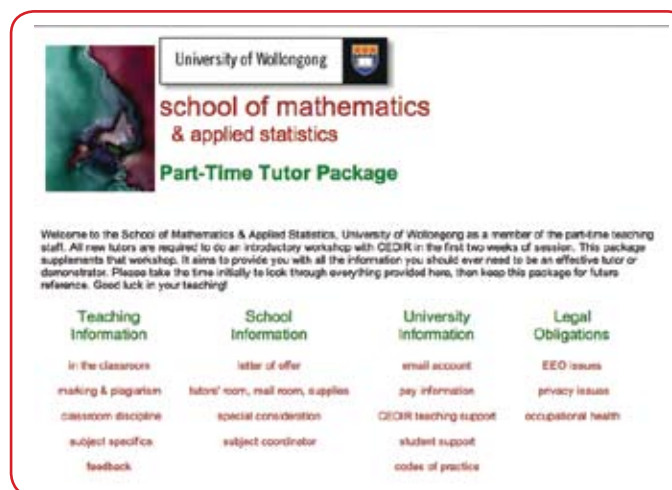 University of Wollongong
school of mathematics
& applied statistics
Part-Time Tutor Package
Welcome to the School of Mathematics & Applied Statistics, University of Wollongong as a member of the part-time teaching
staff. All new tutors are required to do an introductory workshop with CEDIR in the first two weeks of session. This package
supplements that workshop. It aims to provide you with all the information you should ever need to be an effective tutor or
demonstrator. Please take the time initially to look through everything provided here, then keep this package for future
reference. Good luck in your teaching!
Teaching
Information
in the classroom
marking & plagiarism
classroom discipline
subject specifics
feedback
School
Information
letter of offer
tutors' room, mail room, supplies
special consideration
subject coordinator
University
Information
email account
pay information
CEDIR teaching support
student support
codes of practice
Legal
Obligations
EEO issues
privacy issues
occupational health